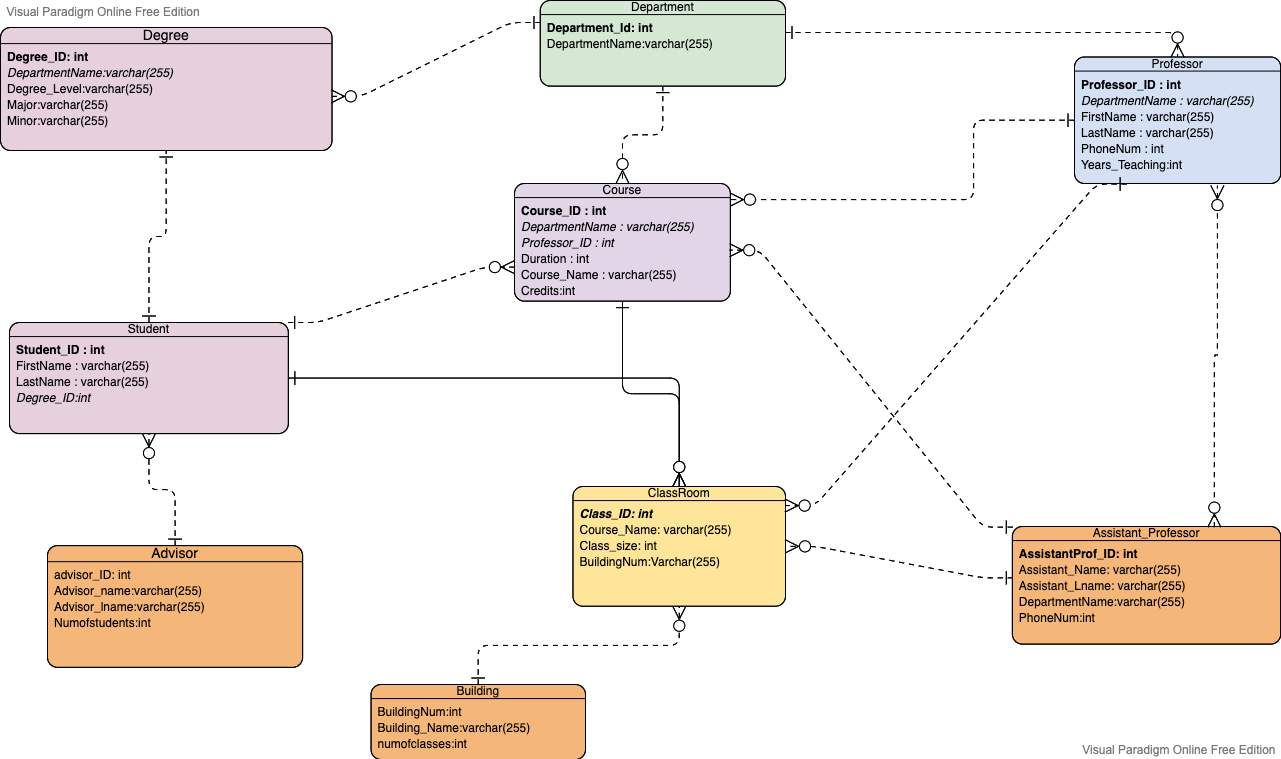 Visual Paradigm Online Free Edition
Degree
Degree_ID: int
DepartmentName:varchar(255)
Degree_Level:varchar(255)
Major:varchar(255)
Minor:varchar(255)
Department
Department_Id: int
DepartmentName:varchar(255)
Professor
Professor_ID : int
DepartmentName : varchar(255)
FirstName : varchar(255)
LastName : varchar(255)
PhoneNum : int
Years_Teaching:int
Course
Course_ID : int
DepartmentName : varchar(255)
Professor_ID : int
Duration : int
Course_Name : varchar(255)
Credits:int
Student
Student_ID : int
FirstName : varchar(255)
LastName : varchar(255)
Degree_ID:int
ClassRoom
Class_ID: int
Course_Name: varchar(255)
Class_size: int
BuildingNum:Varchar(255)
Assistant_Professor
AssistantProf_ID: int
Assistant_Name: varchar(255)
Assistant_Lname: varchar(255)
DepartmentName:varchar(255)
PhoneNum:int
Advisor
advisor_ID: int
Advisor_name:varchar(255)
Advisor_lname:varchar(255)
Numofstudents:int
Building
BuildingNum:int
Building_Name:varchar(255)
numofclasses:int
Visual Paradigm Online Free Edition